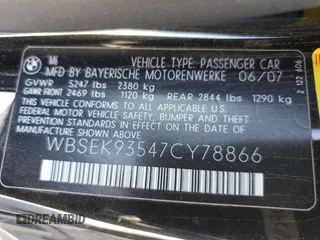 M6 VEHICLE TYPE PASSENGER CAR
MFD BY BAYERISCHE MOTORENWERKE 06/07
GVWR 5247 lbs 2380 kg
GAWR FRONT 2469 lbs 1120 kg REAR 2844 lbs 1290 kg
THIS VEHICLE CONFORMS TO ALL APPLICABLE
FEDERAL MOTOR VEHICLE SAFETY, BUMPER, AND
THEFT PREVENTION STANDARDS IN EFFECT ON THE
DATE OF MANUFACTURE SHOWN ABOVE.
WBSEK93547CY78866
DREAMBID